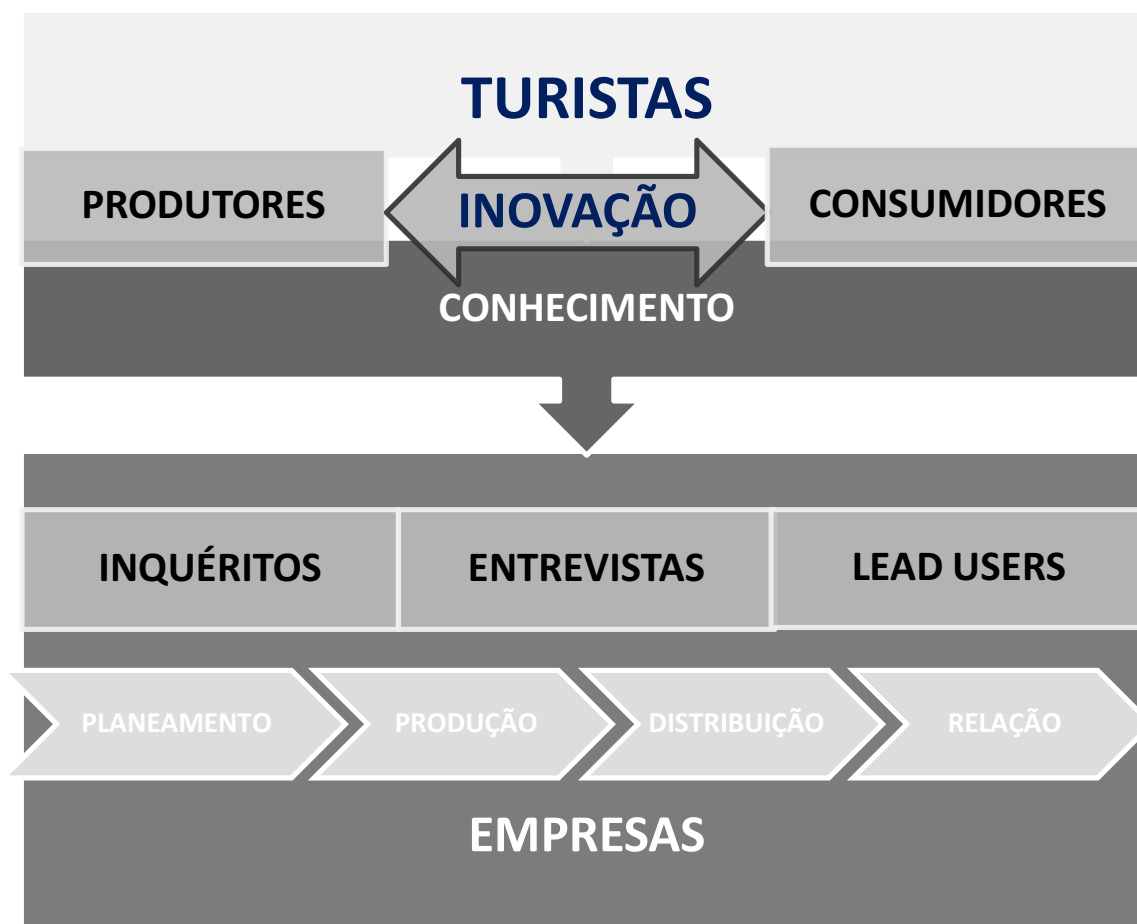 TURISTAS
PRODUTORES
INOVAÇÃO
CONSUMIDORES
CONHECIMENTO
INQUÉRITOS
ENTREVISTAS
LEAD USERS
PLANEAMENTO
PRODUÇÃO
DISTRIBUIÇÃO
RELAÇÃO
EMPRESAS